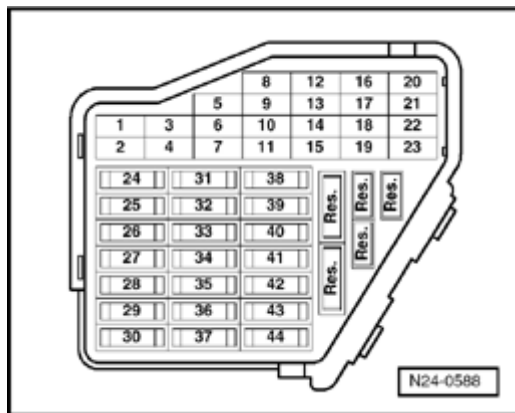 8 12 16 20
5 9 13 17 21
1 3 6 10 14 18 22
2 4 7 11 15 19 23
24 31 38
25 32 39
26 33 40
27 34 41
28 35 42
29 36 43
30 37 44
Res. Res. Res.
Res. Res.
N24-0588